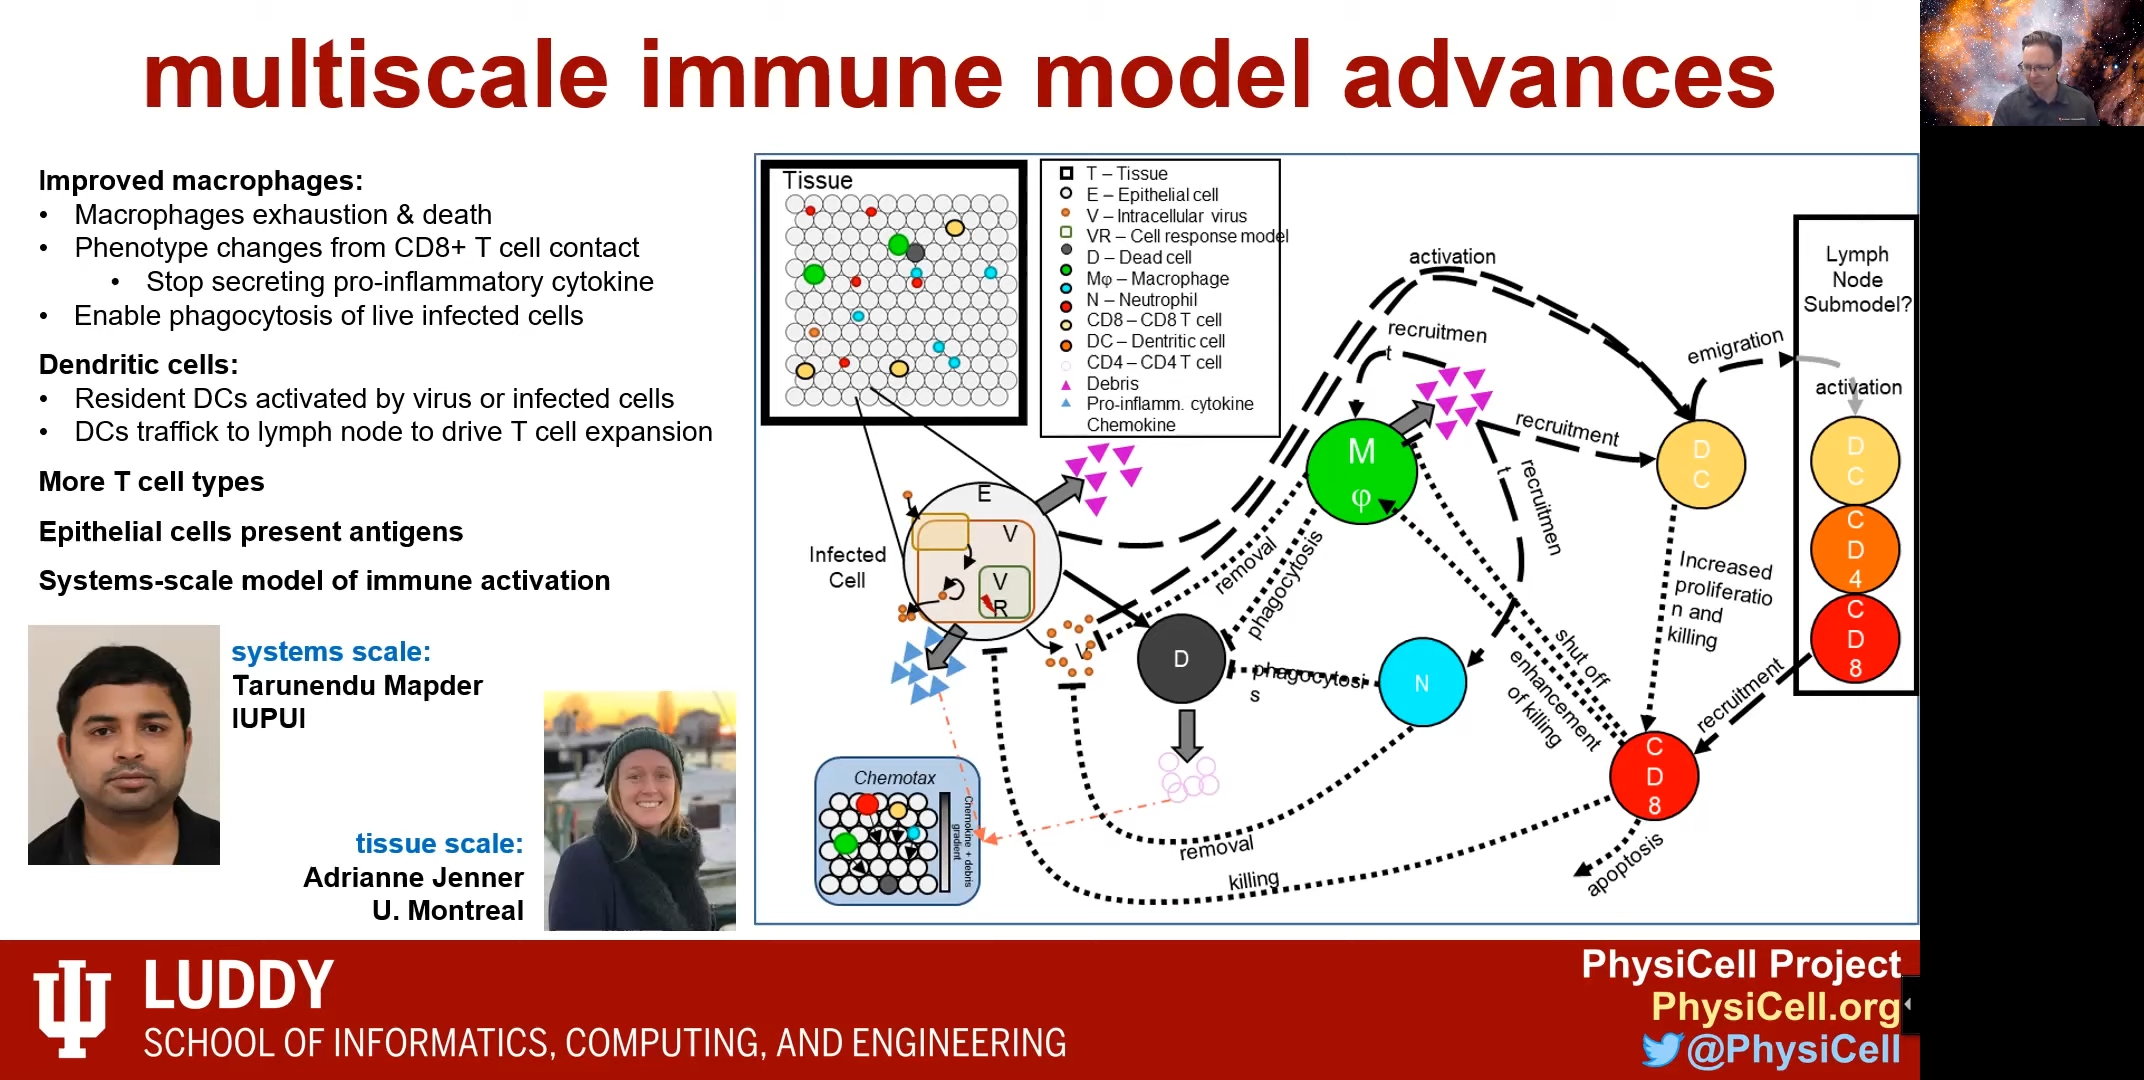 multiscale immune model advances
Improved macrophages:
• Macrophages exhaustion & death
• Phenotype changes from CD8+ T cell contact
• Stop secreting pro-inflammatory cytokine
• Enable phagocytosis of live infected cells
Dendritic cells:
• Resident DCs activated by virus or infected cells
• DCs traffick to lymph node to drive T cell expansion
More T cell types
Epithelial cells present antigens
Systems-scale model of immune activation
systems scale:
Tarunendu Mapder
IUPUI
tissue scale:
Adrianne Jenner
U. Montreal
Tissue
T – Tissue
E – Epithelial cell
V – Intracellular virus
VR – Cell response model
D – Dead cell
Mφ – Macrophage
N – Neutrophil
CD8 – CD8 T cell
DC – Dentritic cell
CD4 – CD4 T cell
Debris
Pro-inflamm. cytokine
Chemokine
activation
recruitmen
t
recruitment
recruitmen
t
emigration
Lymph
Node
Submodel?
activation
D
C
C
D
4
C
D
8
M
φ
D
C
E
V
V
R
Infected
Cell
V
removal
phagocytosis
D
phagocytosi
s
N
shut off
enhancement
of killing
Increased
proliferatio
n and
killing
recruitment
C
D
8
apoptosis
removal
killing
Chemotax
Chemokine + debris
gradient
LUDDY
SCHOOL OF INFORMATICS, COMPUTING, AND ENGINEERING
PhysiCell Project
PhysiCell.org
@PhysiCell